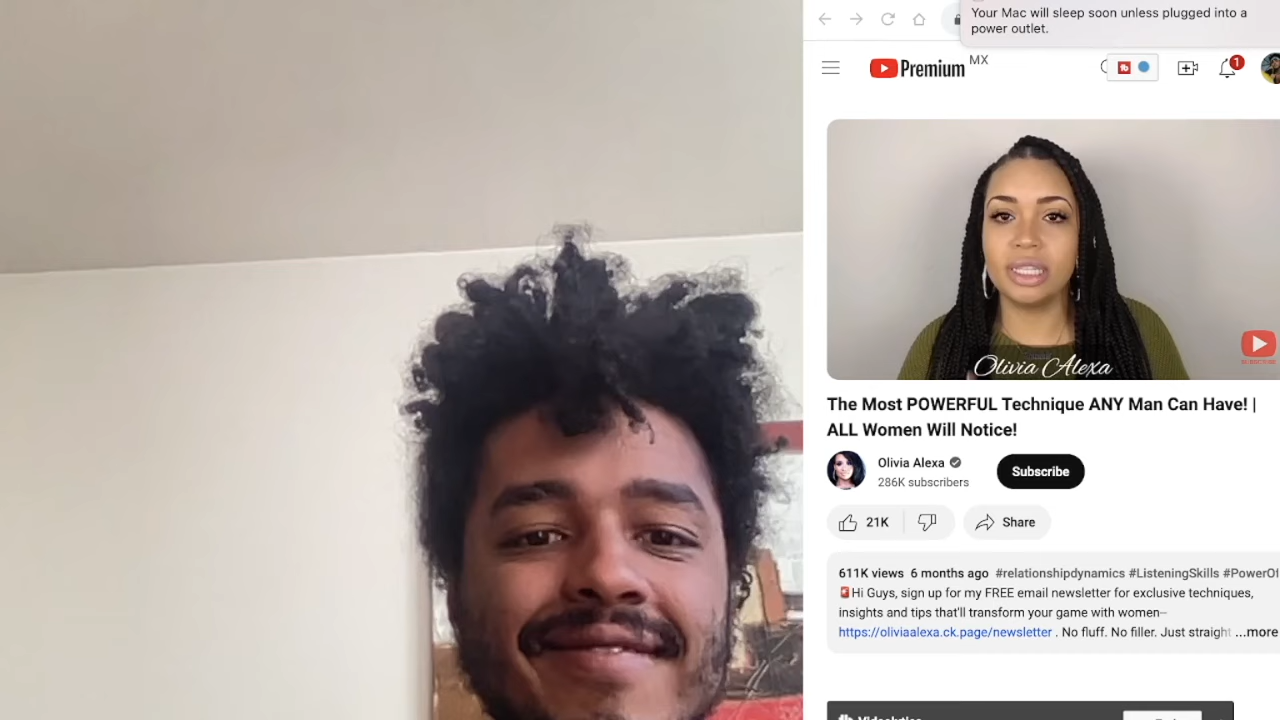 Your Mac will sleep soon unless plugged into a
power outlet.
Premium MX
1
Olivia Alexa
SUBSCRIBE
The Most POWERFUL Technique ANY Man Can Have! |
ALL Women Will Notice!
Olivia Alexa
286K subscribers
Subscribe
21K
Share
611K views 6 months ago #relationshipdynamics #ListeningSkills #PowerOf
🚨Hi Guys, sign up for my FREE email newsletter for exclusive techniques,
insights and tips that'll transform your game with women–
https://oliviaalexa.ck.page/newsletter . No fluff. No filler. Just straight ...more